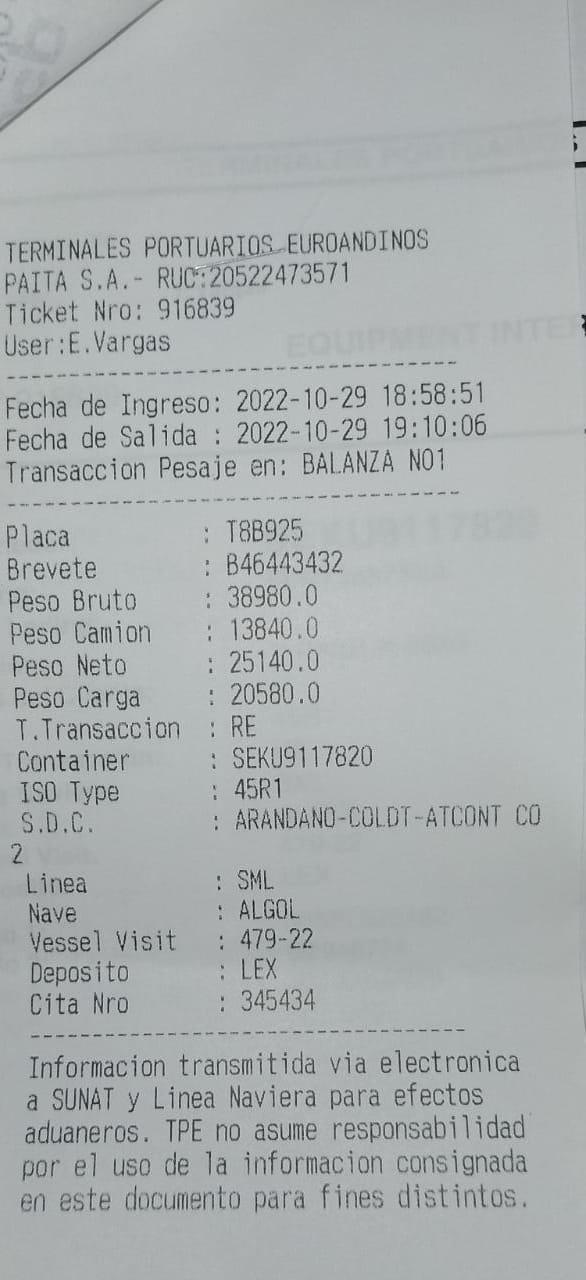 TERMINALES PORTUARIOS EUROANDINOS
PAITA S.A.- RUC:20522473571
Ticket Nro: 916839
User:E.Vargas
EQUIPMENT INTER
----------------------------------
Fecha de Ingreso: 2022-10-29 18:58:51
Fecha de Salida : 2022-10-29 19:10:06
Transaccion Pesaje en: BALANZA NO1
----------------------------------
Placa : T8B925
Brevete : B46443432
Peso Bruto : 38980.0
Peso Camion : 13840.0
Peso Neto : 25140.0
Peso Carga : 20580.0
T.Transaccion : RE
Container : SEKU9117820
ISO Type : 45R1
S.D.C. : ARANDANO-COLDT-ATCONT CO
2
Linea : SML
Nave : ALGOL
Vessel Visit : 479-22
Deposito : LEX
Cita Nro : 345434
----------------------------------
Informacion transmitida via electronica
a SUNAT y Linea Naviera para efectos
aduaneros. TPE no asume responsabilidad
por el uso de la informacion consignada
en este documento para fines distintos.